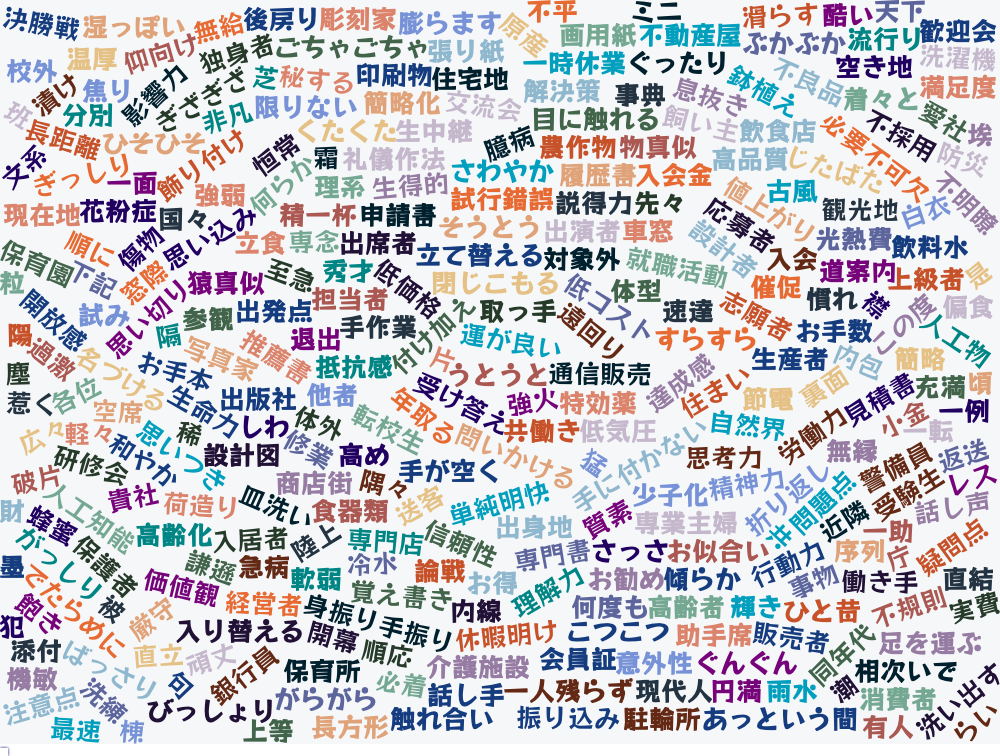 決勝戦 湿っぽい 無給 後戻り 彫刻家 膨らます 原産 不平 ミニ 滑らす 酷い 天下 歓迎会
画用紙 不動産屋 ぶかぶか 流行り 洗濯機
校外 温厚 仰向け 独身者 ごちゃごちゃ 張り紙 一時休業 ぐったり 空き地
漬け 焦り 影響力 ぎざぎざ 芝 秘する 印刷物 住宅地 解決策 事典 息抜き 鉢植え 不良品 着々と 満足度
班 分別 非凡 限りない 簡略化 交流会 目に触れる 飼い主 飲食店 必要不可欠 不採用 愛社 埃
長距離 ひそひそ 恒常 くたくた 生中継 臆病 農作物 物真似 高品質 じたばた 防災
文系 ぎっしり 一面 飾り付け 強弱 何らか 霜 礼儀作法 理系 生得的 さわやか 履歴書 入会金 値上がり 古風 不明瞭
現在地 花粉症 国々 精一杯 申請書 試行錯誤 説得力 先々 応募者 観光地 白衣
保育園 順に 傷物 思い込み 立食 専念 出席者 そうとう 出演者 車窓 設計者 光熱費 飲料水
粒 下記 窓際 猿真似 至急 秀才 低価格 立て替える 対象外 就職活動 入会 道案内 上級者 是
開放感 試み 思い切り 出発点 担当者 閉じこもる 低コスト 体型 催促 慣れ 襟 この度 偏食
陽 過激 隔 参観 退出 手作業 付け足 え 取っ手 遠回り 速達 志願者 お手数 人工物
塵 名づける 写真家 推薦書 抵抗感 運が良い すらすら 生産者 内包 簡略
惹く 各位 お手本 生命力 出版社 他者 片 うとうと 通信販売 達成感 住まい 節電 裏面 見積書 充満 頃
空席 しわ 体外 転校生 年取る 受け答え 強火 特効薬 自然界 労働力 小金 一例
広々 軽々 和やか 思いつき 稀 設計図 修業 高め 問いかける 共働き 低気圧 手に付かない 思考力 無縁 一転
破片 研修会 貴社 荷造り 皿洗い 商店街 隅々 手が空く 猛 少子化 精神力 折り返し 警備員 返送 レス
財 蜂蜜 人工知能 高齢化 入居者 陸上 食器類 送客 単純明快 出身地 質素 専業主婦 問題点 沖 近隣 受験生 話し声
がっしり 保護者 謙遜 急病 専門店 信頼性 専門書 さっさ お似合い 行動力 序列 一助 庁 疑問点
墨 でたらめに 被 価値観 軟弱 冷水 論戦 お得 理解力 お勧め 傾らか 事物 働き手 直結
飽き 厳守 経営者 身振り手振り 覚え書き 内線 何度も 高齢者 輝き ひと昔 不規則 実費
犯 添付 ばっさり 直立 頑丈 入り替える 開幕 順応 休暇明け こつこつ 助手席 販売者 同年代 足を運ぶ
機敏 洗練 句 銀行員 保育所 必着 介護施設 会員証 意外性 ぐんぐん 相次いで
注意点 びっしょり がらがら 話し手 一人残らず 現代人 円満 雨水 潮 消費者 洗い出す
最速 棟 上等 長方形 触れ合い 振り込み 駐輪所 あっという間 有人 らい